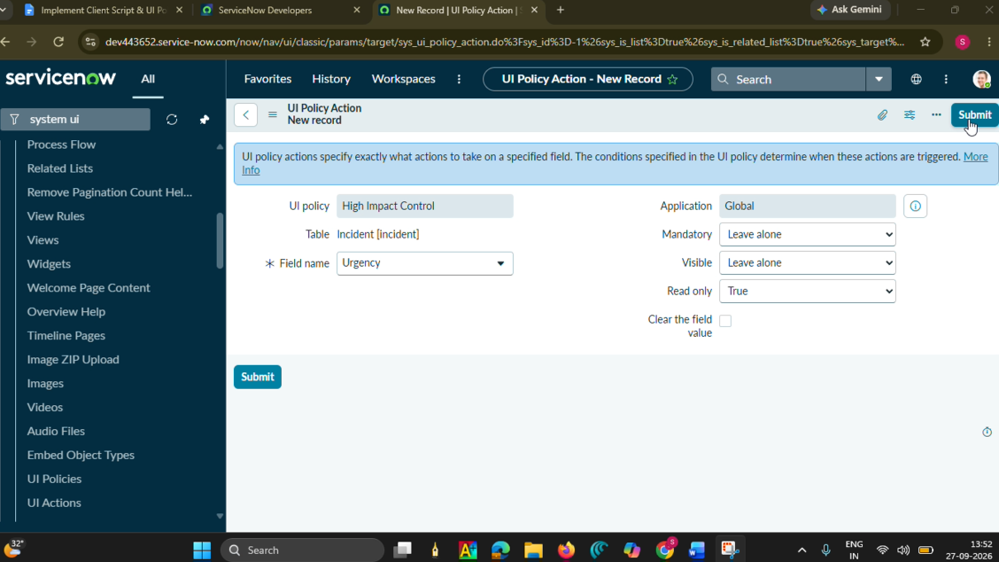 Implement Client Script & UI Po
ServiceNow Developers
New Record | UI Policy Action |
Ask Gemini
dev443652.service-now.com/now/nav/ui/classic/params/target/sys_ui_policy_action.do%3Fsys_id%3D-1%26sys_is_list%3Dtrue%26sys_is_related_list%3Dtrue%26sys_target%...
S
servicenow
All
Favorites
History
Workspaces
UI Policy Action - New Record
Search
system ui
UI Policy Action
New record
Submit
Process Flow
Related Lists
Remove Pagination Count Hel...
View Rules
Views
Widgets
Welcome Page Content
Overview Help
Timeline Pages
Image ZIP Upload
Images
Videos
Audio Files
Embed Object Types
UI Policies
UI Actions
UI policy actions specify exactly what actions to take on a specified field. The conditions specified in the UI policy determine when these actions are triggered. More
Info
UI policy High Impact Control
Application Global
Table Incident [incident]
Mandatory Leave alone
Field name Urgency
Visible Leave alone
Read only True
Clear the field
value
Submit
32°
Search
S
ENG
IN
13:52
27-09-2026